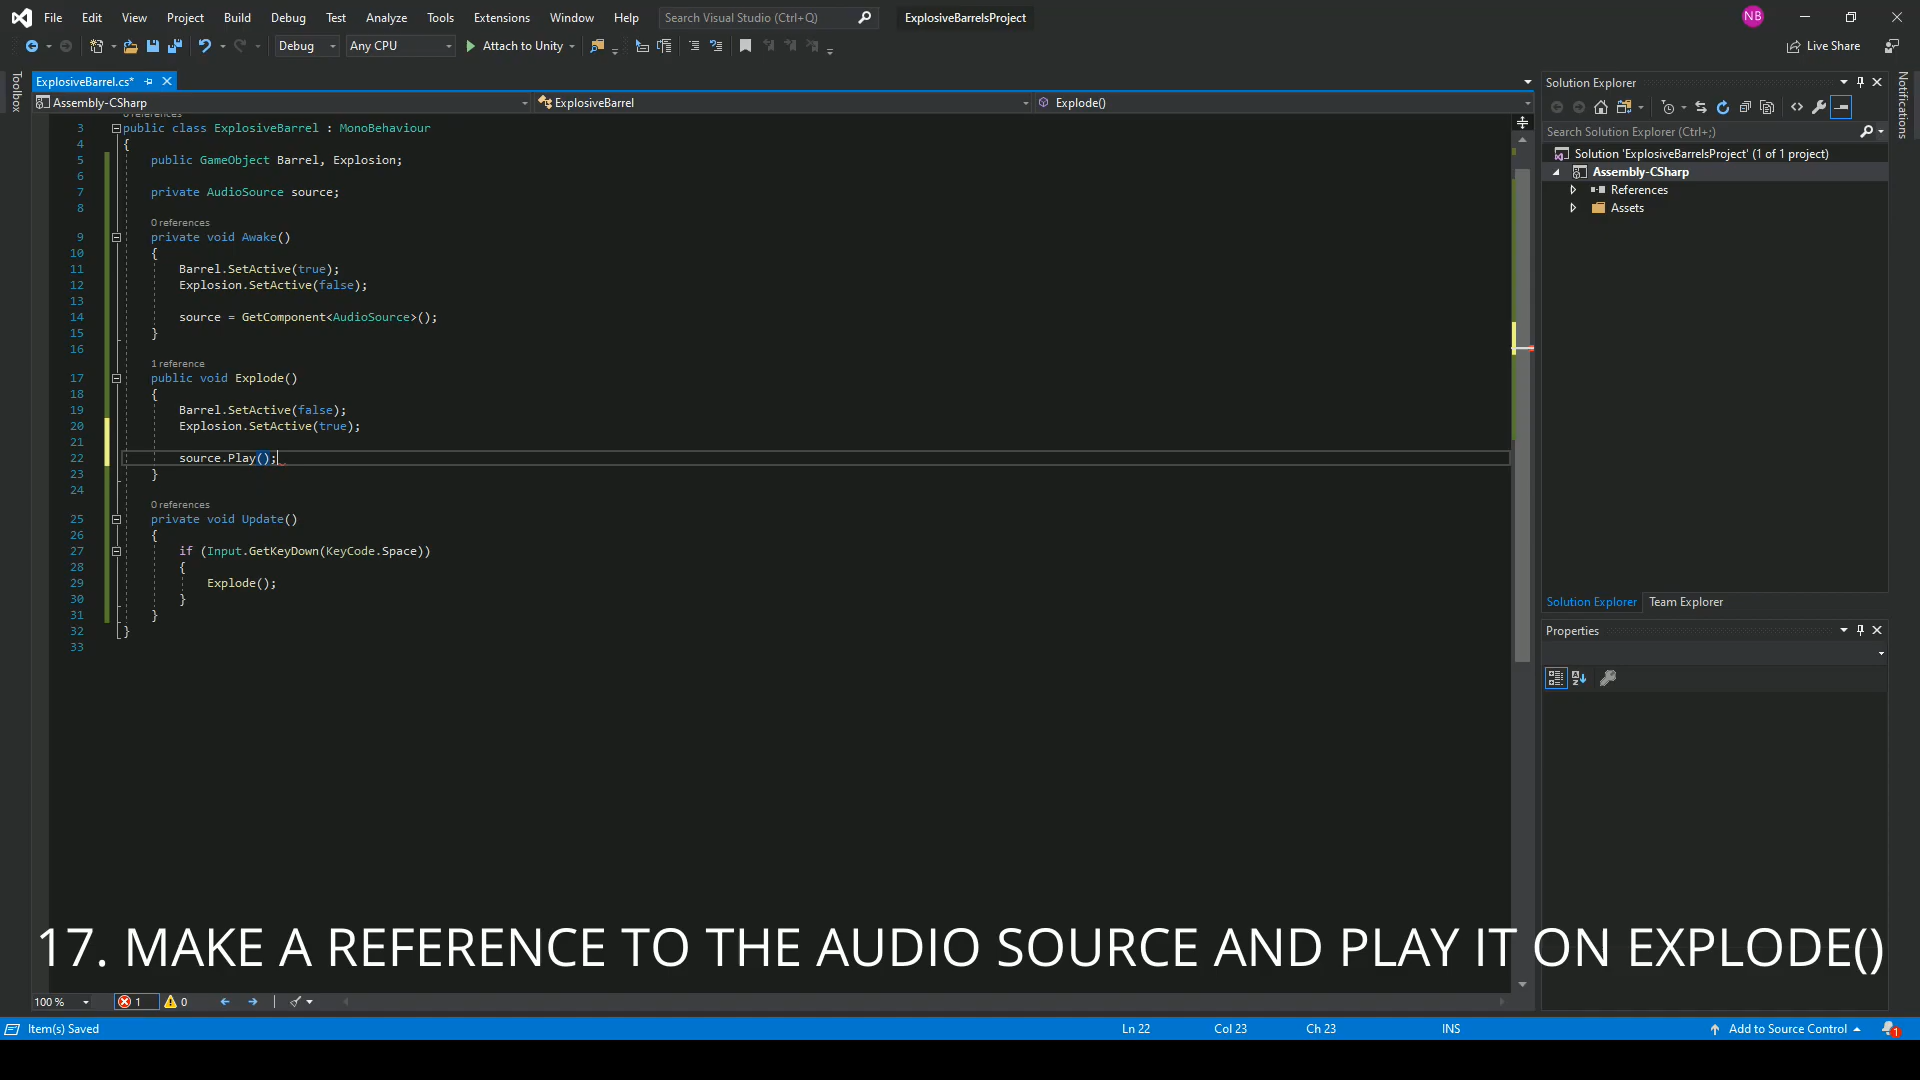 File Edit View Project Build Debug Test Analyze Tools Extensions Window Help Search Visual Studio (Ctrl+Q) ExplosiveBarrelsProject NB
Debug Any CPU Attach to Unity Live Share
Toolbox
ExplosiveBarrel.cs*
Assembly-CSharp ExplosiveBarrel Explode()
0 references
3 public class ExplosiveBarrel : MonoBehaviour
4 {
5 public GameObject Barrel, Explosion;
6
7 private AudioSource source;
8
0 references
9 private void Awake()
10 {
11 Barrel.SetActive(true);
12 Explosion.SetActive(false);
13
14 source = GetComponent<AudioSource>();
15 }
16
1 reference
17 public void Explode()
18 {
19 Barrel.SetActive(false);
20 Explosion.SetActive(true);
21
22 source.Play();
23 }
24
0 references
25 private void Update()
26 {
27 if (Input.GetKeyDown(KeyCode.Space))
28 {
29 Explode();
30 }
31 }
32 }
33
Solution Explorer
Search Solution Explorer (Ctrl+;)
Solution 'ExplosiveBarrelsProject' (1 of 1 project)
Assembly-CSharp
References
Assets
Solution Explorer Team Explorer
Properties
Notifications
17. MAKE A REFERENCE TO THE AUDIO SOURCE AND PLAY IT ON EXPLODE()
100 % 1 0
Item(s) Saved Ln 22 Col 23 Ch 23 INS Add to Source Control 1